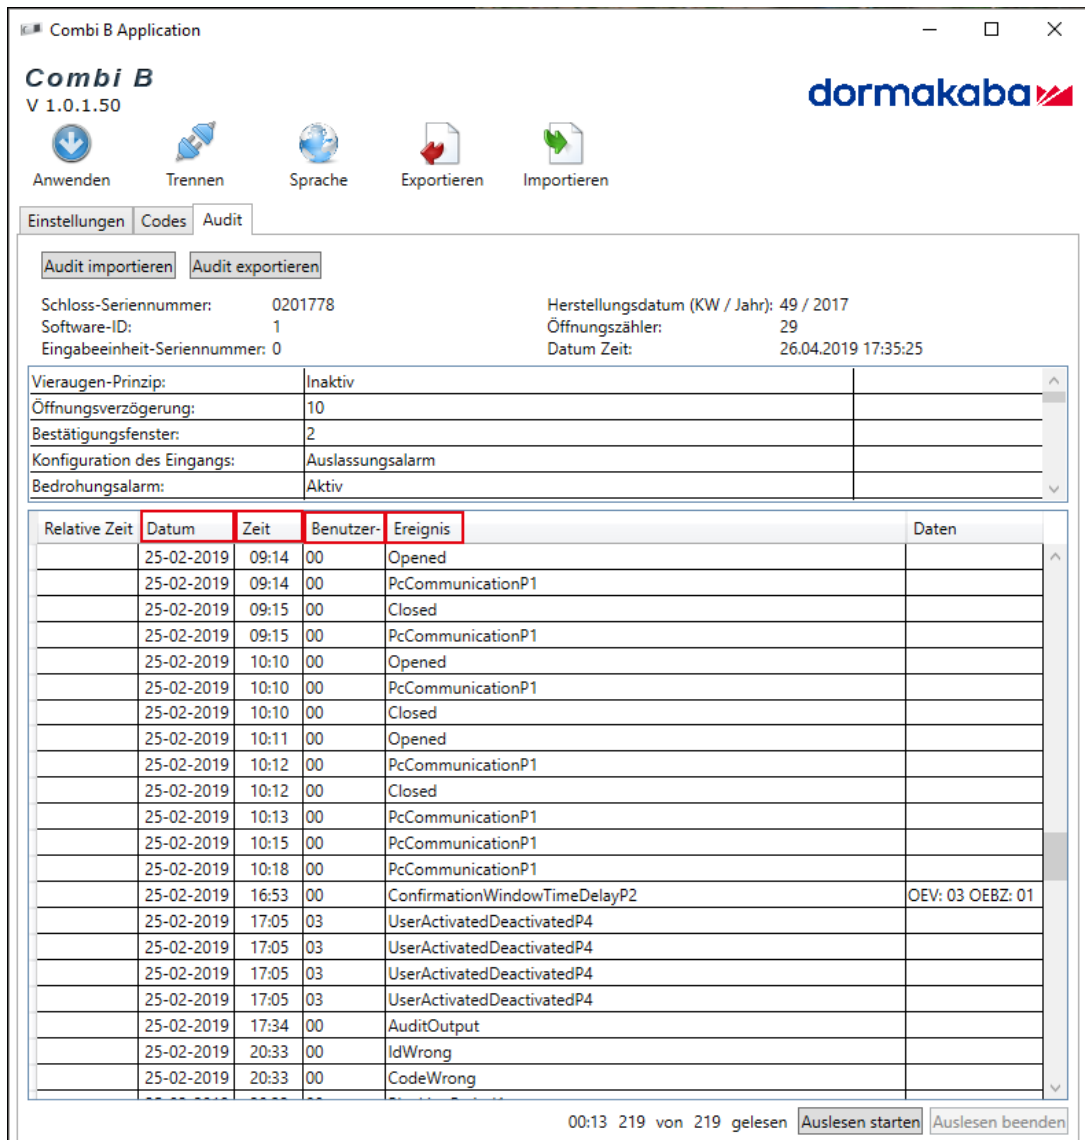 Combi B Application
Combi B
V 1.0.1.50
dormakaba
Anwenden Trennen Sprache Exportieren Importieren
Einstellungen Codes Audit
Audit importieren Audit exportieren
Schloss-Seriennummer: 0201778 Herstellungsdatum (KW / Jahr): 49 / 2017
Software-ID: 1 Öffnungszähler: 29
Eingabeeinheit-Seriennummer: 0 Datum Zeit: 26.04.2019 17:35:25
Vieraugen-Prinzip: Inaktiv
Öffnungsverzögerung: 10
Bestätigungsfenster: 2
Konfiguration des Eingangs: Auslassungsalarm
Bedrohungsalarm: Aktiv
Relative Zeit Datum Zeit Benutzer- Ereignis Daten
25-02-2019 09:14 00 Opened
25-02-2019 09:14 00 PcCommunicationP1
25-02-2019 09:15 00 Closed
25-02-2019 09:15 00 PcCommunicationP1
25-02-2019 10:10 00 Opened
25-02-2019 10:10 00 PcCommunicationP1
25-02-2019 10:10 00 Closed
25-02-2019 10:11 00 Opened
25-02-2019 10:12 00 PcCommunicationP1
25-02-2019 10:12 00 Closed
25-02-2019 10:13 00 PcCommunicationP1
25-02-2019 10:15 00 PcCommunicationP1
25-02-2019 10:18 00 PcCommunicationP1
25-02-2019 16:53 00 ConfirmationWindowTimeDelayP2 OEV: 03 OEBZ: 01
25-02-2019 17:05 03 UserActivatedDeactivatedP4
25-02-2019 17:05 03 UserActivatedDeactivatedP4
25-02-2019 17:05 03 UserActivatedDeactivatedP4
25-02-2019 17:05 03 UserActivatedDeactivatedP4
25-02-2019 17:34 00 AuditOutput
25-02-2019 20:33 00 IdWrong
25-02-2019 20:33 00 CodeWrong
00:13 219 von 219 gelesen Auslesen starten Auslesen beenden